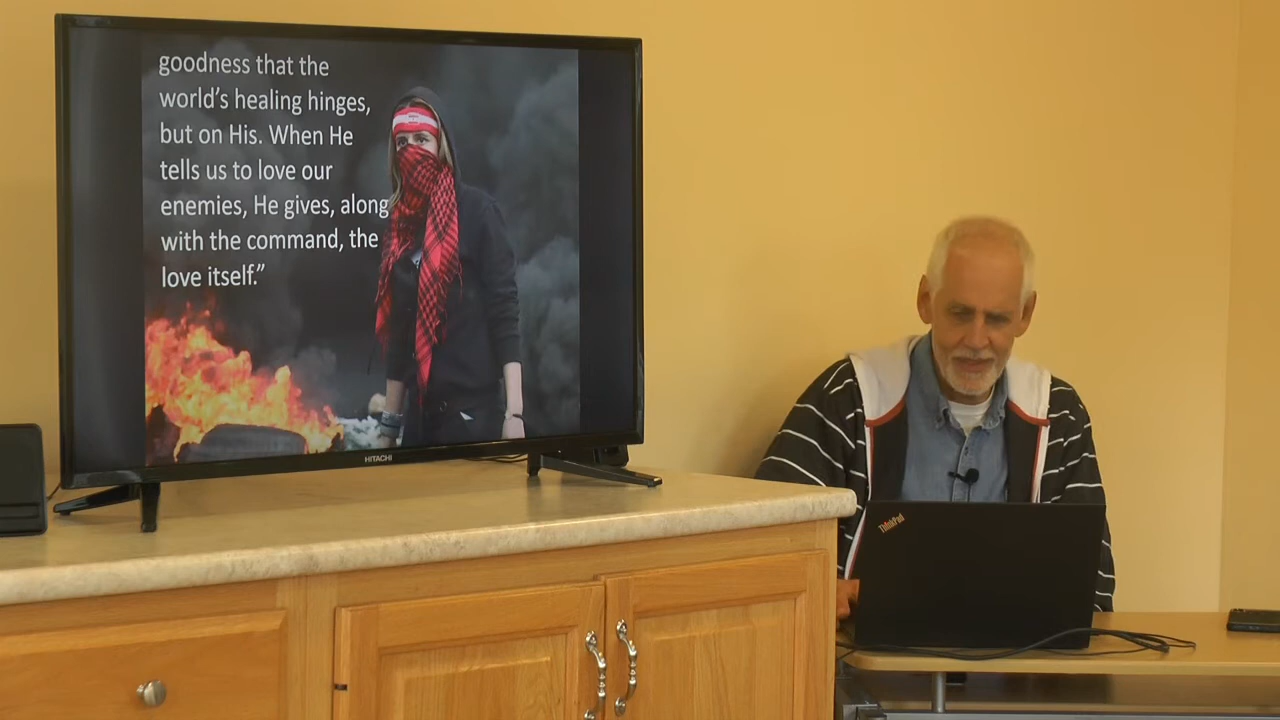 goodness that the
world's healing hinges,
but on His. When He
tells us to love our
enemies, He gives, along
with the command, the
love itself.”
HITACHI
ThinkPad